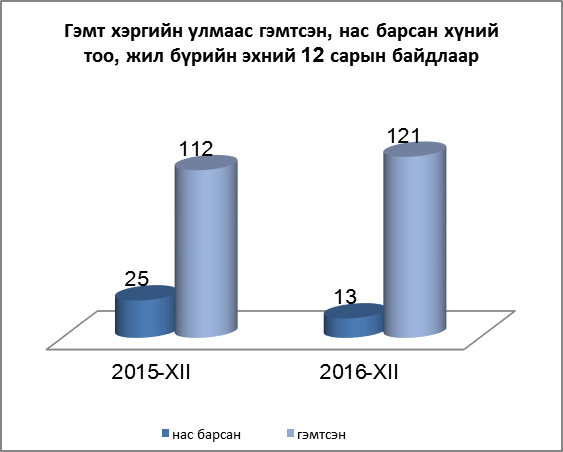 Гэмт хэргийн улмаас гэмтсэн, нас барсан хүний
тоо, жил бүрийн эхний 12 сарын байдлаар
112
121
25
13
2015-XII
2016-XII
нас барсан
гэмтсэн